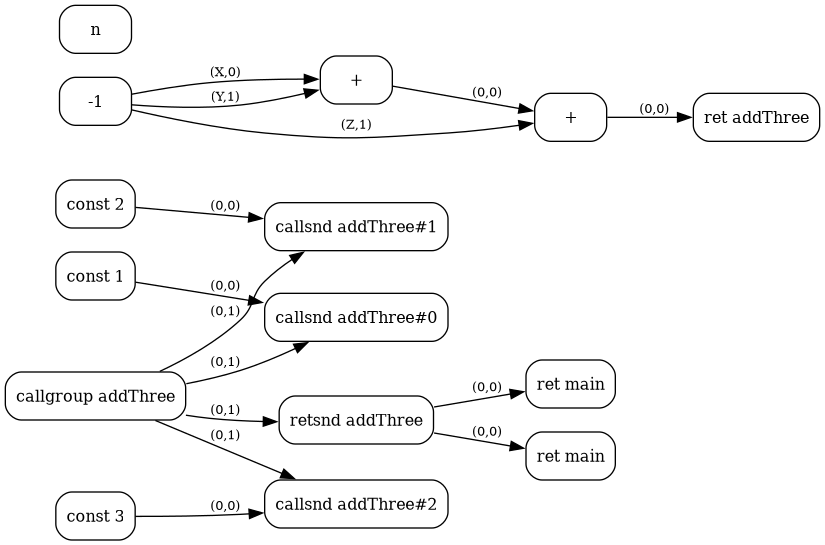 n
-1
(X,0)
(Y,1)
(Z,1)
+
(0,0)
+
(0,0)
ret addThree
const 2
(0,0)
callsnd addThree#1
const 1
(0,0)
(0,1)
callsnd addThree#0
callgroup addThree
(0,1)
(0,1)
(0,1)
retsnd addThree
(0,0)
ret main
(0,0)
ret main
const 3
(0,0)
callsnd addThree#2